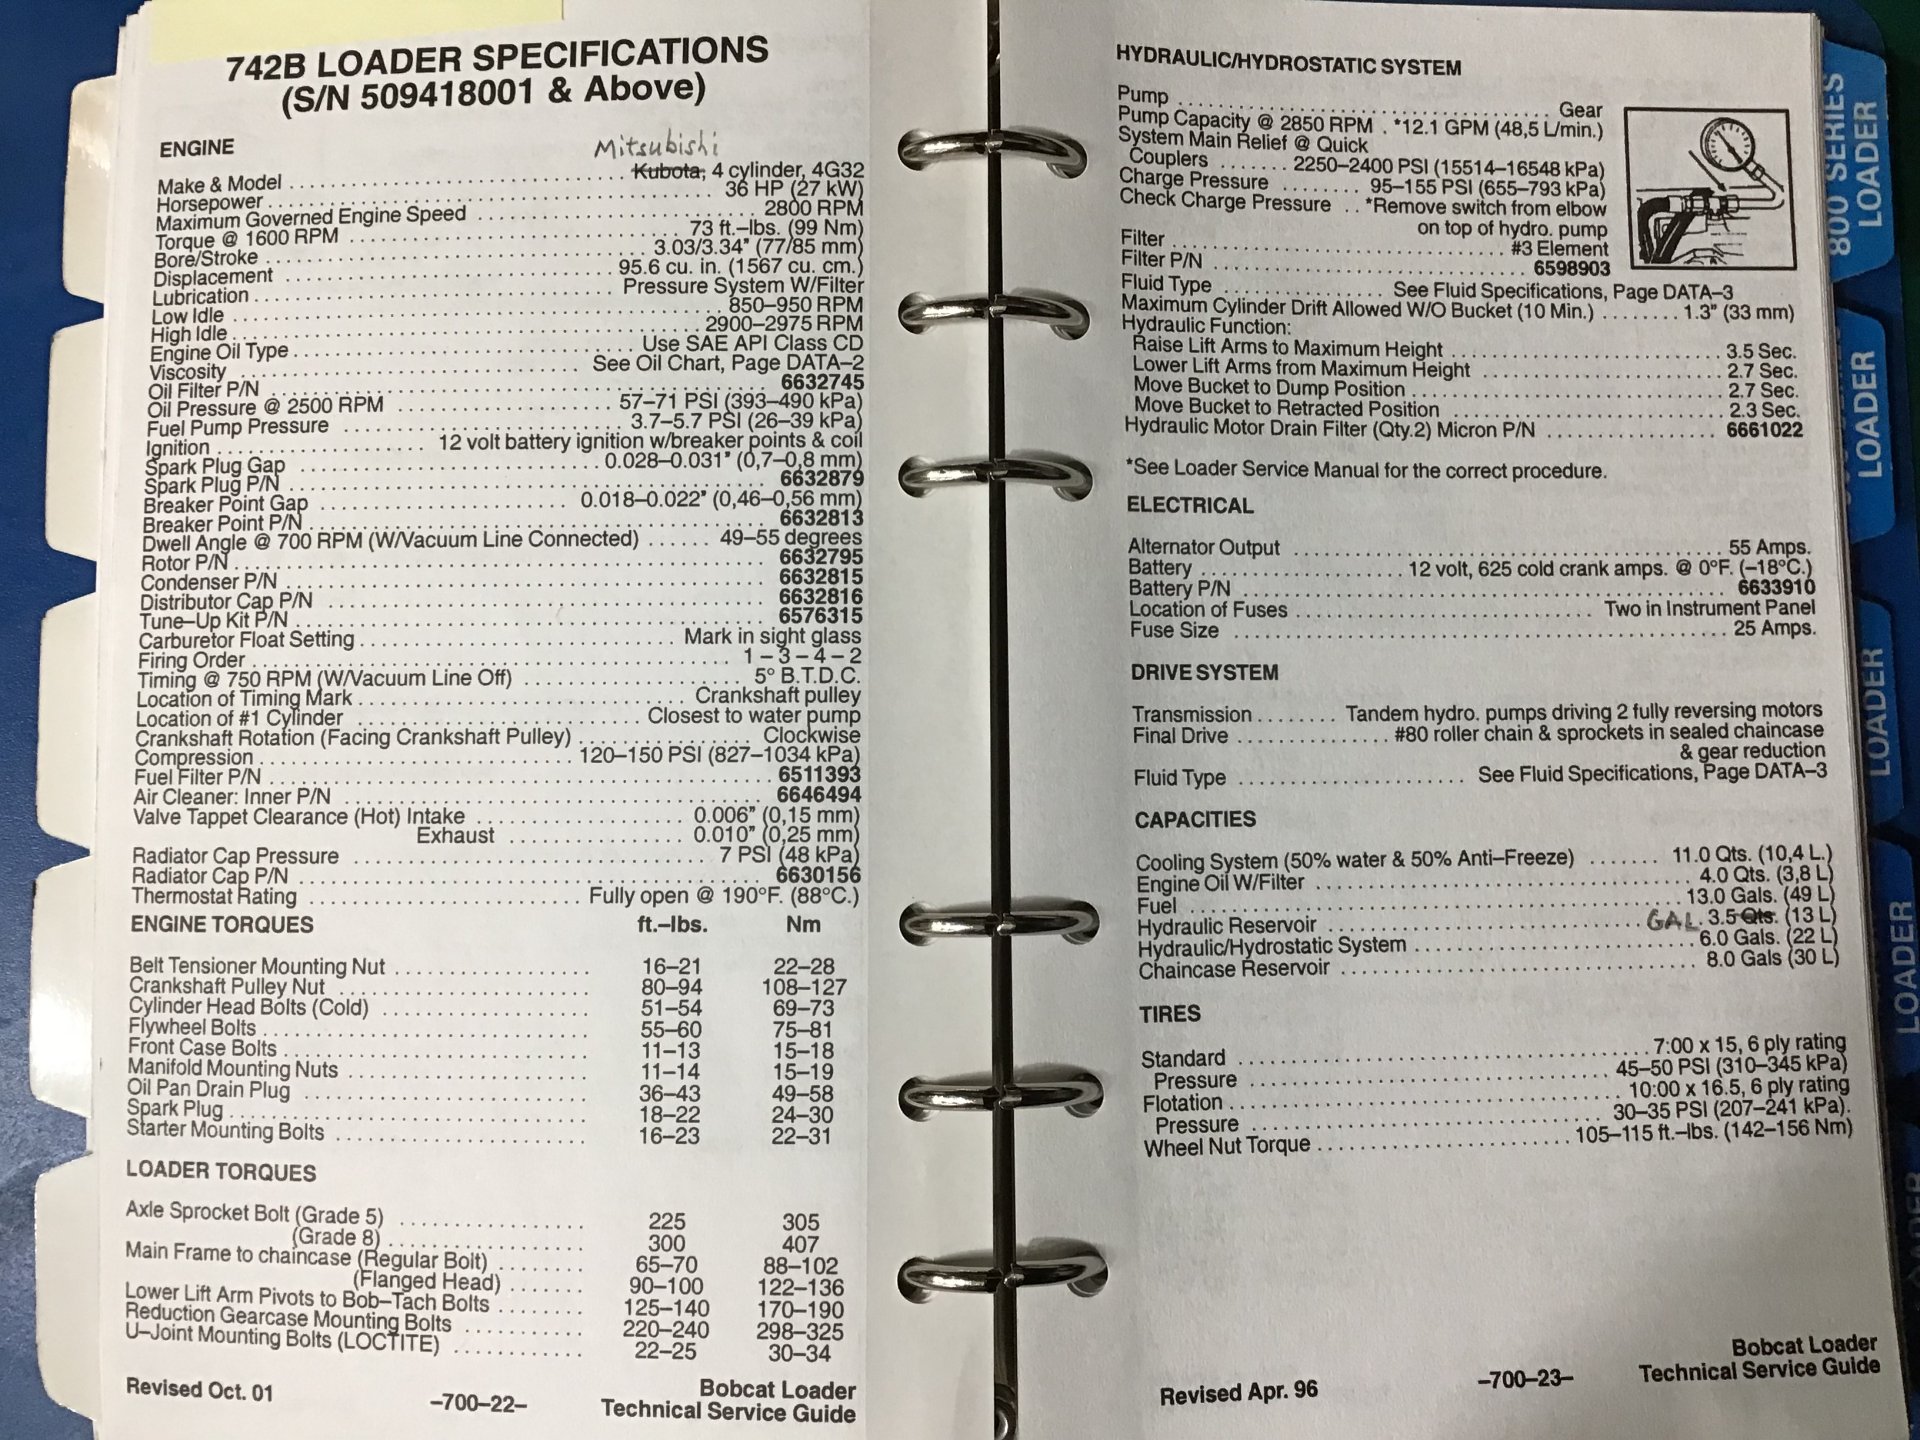 742B LOADER SPECIFICATIONS
(S/N 509418001 & Above)
ENGINE
Mitsubishi
Make & Model . . . . Kubota, 4 cylinder, 4G32
Horsepower . . . . 36 HP (27 kW)
Maximum Governed Engine Speed . . . . 2800 RPM
Torque @ 1600 RPM . . . . 73 ft.–lbs. (99 Nm)
Bore/Stroke . . . . 3.03/3.34" (77/85 mm)
Displacement . . . . 95.6 cu. in. (1567 cu. cm.)
Lubrication . . . . Pressure System W/Filter
Low Idle . . . . 850–950 RPM
High Idle . . . . 2900–2975 RPM
Engine Oil Type . . . . Use SAE API Class CD
Viscosity . . . . See Oil Chart, Page DATA–2
Oil Filter P/N . . . . 6632745
Oil Pressure @ 2500 RPM . . . . 57–71 PSI (393–490 kPa)
Fuel Pump Pressure . . . . 3.7–5.7 PSI (26–39 kPa)
Ignition . . . . 12 volt battery ignition w/breaker points & coil
Spark Plug Gap . . . . 0.028–0.031" (0,7–0,8 mm)
Spark Plug P/N . . . . 6632879
Breaker Point Gap . . . . 0.018–0.022" (0,46–0,56 mm)
Breaker Point P/N . . . . 6632813
Dwell Angle @ 700 RPM (W/Vacuum Line Connected) . . . . 49–55 degrees
Rotor P/N . . . . 6632795
Condenser P/N . . . . 6632815
Distributor Cap P/N . . . . 6632816
Tune–Up Kit P/N . . . . 6576315
Carburetor Float Setting . . . . Mark in sight glass
Firing Order . . . . 1 – 3 – 4 – 2
Timing @ 750 RPM (W/Vacuum Line Off) . . . . 5° B.T.D.C.
Location of Timing Mark . . . . Crankshaft pulley
Location of #1 Cylinder . . . . Closest to water pump
Crankshaft Rotation (Facing Crankshaft Pulley) . . . . Clockwise
Compression . . . . 120–150 PSI (827–1034 kPa)
Fuel Filter P/N . . . . 6511393
Air Cleaner: Inner P/N . . . . 6646494
Valve Tappet Clearance (Hot) Intake . . . . 0.006" (0,15 mm)
Exhaust . . . . 0.010" (0,25 mm)
Radiator Cap Pressure . . . . 7 PSI (48 kPa)
Radiator Cap P/N . . . . 6630156
Thermostat Rating . . . . Fully open @ 190°F. (88°C.)
ENGINE TORQUES ft.–lbs. Nm
Belt Tensioner Mounting Nut . . . . 16–21 22–28
Crankshaft Pulley Nut . . . . 80–94 108–127
Cylinder Head Bolts (Cold) . . . . 51–54 69–73
Flywheel Bolts . . . . 55–60 75–81
Front Case Bolts . . . . 11–13 15–18
Manifold Mounting Nuts . . . . 11–14 15–19
Oil Pan Drain Plug . . . . 36–43 49–58
Spark Plug . . . . 18–22 24–30
Starter Mounting Bolts . . . . 16–23 22–31
LOADER TORQUES
Axle Sprocket Bolt (Grade 5) . . . . 225 305
(Grade 8) . . . . 300 407
Main Frame to chaincase (Regular Bolt) . . . . 65–70 88–102
(Flanged Head) . . . . 90–100 122–136
Lower Lift Arm Pivots to Bob–Tach Bolts . . . . 125–140 170–190
Reduction Gearcase Mounting Bolts . . . . 220–240 298–325
U–Joint Mounting Bolts (LOCTITE) . . . . 22–25 30–34
Revised Oct. 01
–700–22–
Bobcat Loader
Technical Service Guide
HYDRAULIC/HYDROSTATIC SYSTEM
Pump . . . . Gear
Pump Capacity @ 2850 RPM . *12.1 GPM (48,5 L/min.)
System Main Relief @ Quick
Couplers . . . . 2250–2400 PSI (15514–16548 kPa)
Charge Pressure . . . . 95–155 PSI (655–793 kPa)
Check Charge Pressure . . *Remove switch from elbow
on top of hydro. pump
Filter . . . . #3 Element
Filter P/N . . . . 6598903
Fluid Type . . . . See Fluid Specifications, Page DATA–3
Maximum Cylinder Drift Allowed W/O Bucket (10 Min.) . . . . 1.3" (33 mm)
Hydraulic Function:
Raise Lift Arms to Maximum Height . . . . 3.5 Sec.
Lower Lift Arms from Maximum Height . . . . 2.7 Sec.
Move Bucket to Dump Position . . . . 2.7 Sec.
Move Bucket to Retracted Position . . . . 2.3 Sec.
Hydraulic Motor Drain Filter (Qty.2) Micron P/N . . . . 6661022
*See Loader Service Manual for the correct procedure.
ELECTRICAL
Alternator Output . . . . 55 Amps.
Battery . . . . 12 volt, 625 cold crank amps. @ 0°F. (–18°C.)
Battery P/N . . . . 6633910
Location of Fuses . . . . Two in Instrument Panel
Fuse Size . . . . 25 Amps.
DRIVE SYSTEM
Transmission . . . . Tandem hydro. pumps driving 2 fully reversing motors
Final Drive . . . . #80 roller chain & sprockets in sealed chaincase
& gear reduction
Fluid Type . . . . See Fluid Specifications, Page DATA–3
CAPACITIES
Cooling System (50% water & 50% Anti–Freeze) . . . . 11.0 Qts. (10,4 L.)
Engine Oil W/Filter . . . . 4.0 Qts. (3,8 L)
Fuel . . . . 13.0 Gals. (49 L)
Hydraulic Reservoir . . . . GAL. 3.5 Qts. (13 L)
Hydraulic/Hydrostatic System . . . . 6.0 Gals. (22 L)
Chaincase Reservoir . . . . 8.0 Gals (30 L)
TIRES
Standard . . . . 7:00 x 15, 6 ply rating
Pressure . . . . 45–50 PSI (310–345 kPa)
Flotation . . . . 10:00 x 16.5, 6 ply rating
Pressure . . . . 30–35 PSI (207–241 kPa).
Wheel Nut Torque . . . . 105–115 ft.–lbs. (142–156 Nm)
Revised Apr. 96
–700–23–
Bobcat Loader
Technical Service Guide
800 SERIES
LOADER
LOADER
LOADER
LOADER